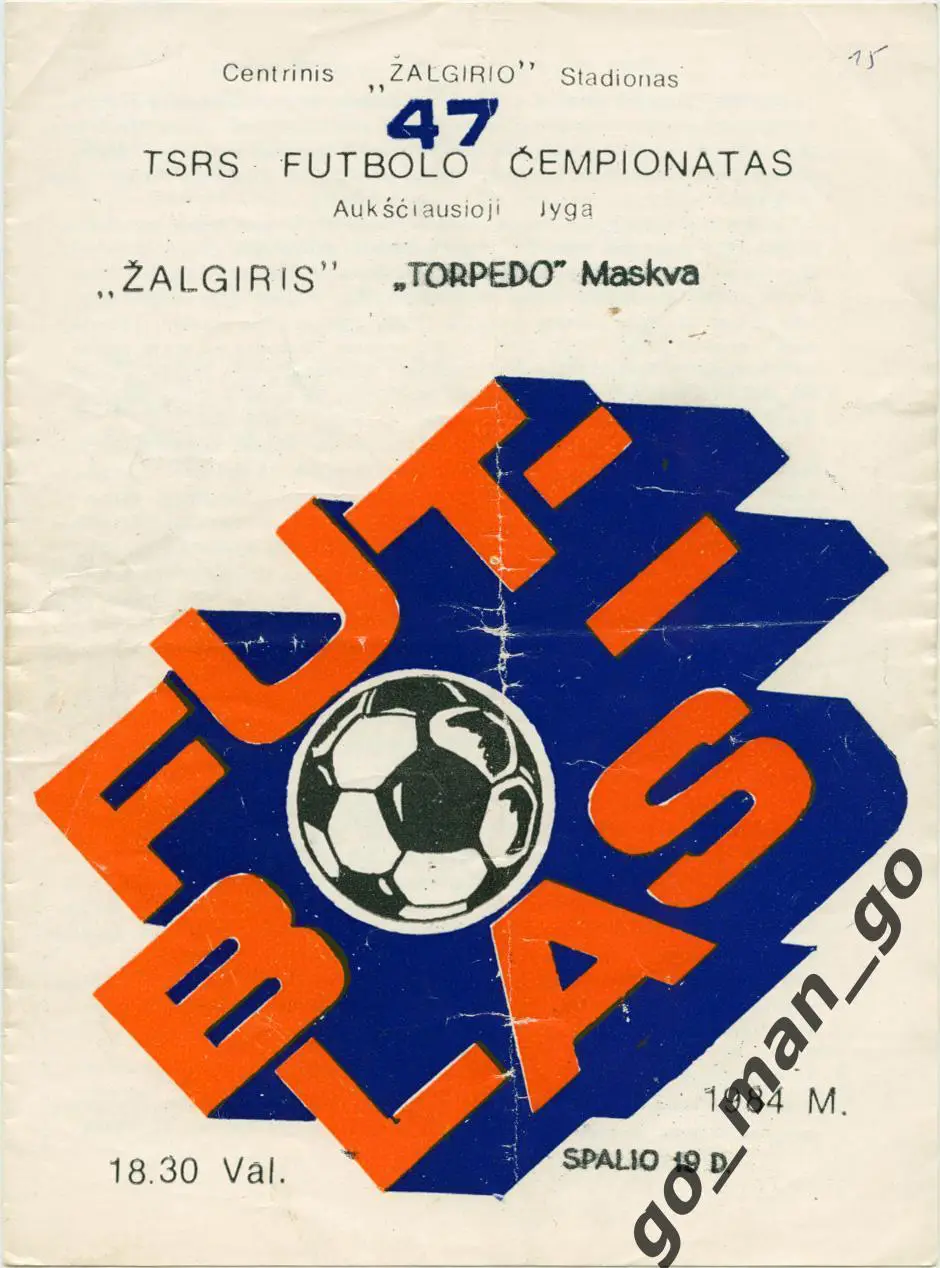 15
Centrinis „ŽALGIRIO” Stadionas
47
TSRS FUTBOLO ČEMPIONATAS
Aukščiausioji lyga
„ŽALGIRIS” „TORPEDO” Maskva
FUT-
B LAS
1984 M.
18.30 Val.
SPALIO 19 D
go_man_go